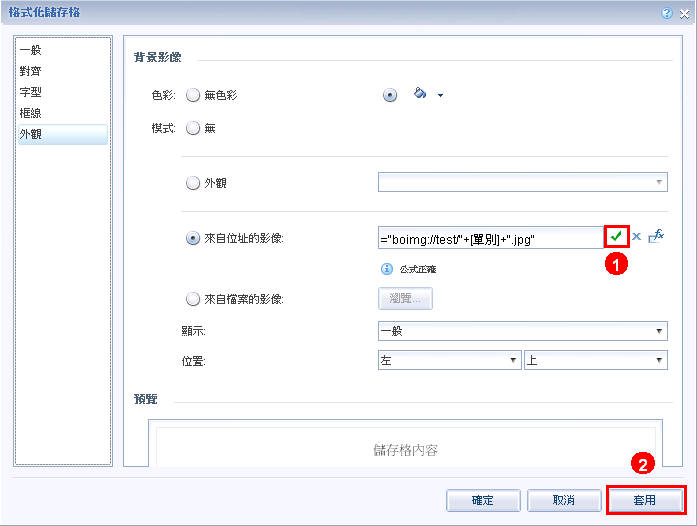 格式化儲存格
一般
對齊
字型
框線
外觀
背景影像
色彩: 無色彩
模式: 無
外觀
來自位址的影像: ="boimg://test/"+[單別]+".jpg"
1
公式正確
來自檔案的影像: 瀏覽...
顯示: 一般
位置: 左 上
預覽
儲存格內容
2
確定 取消 套用